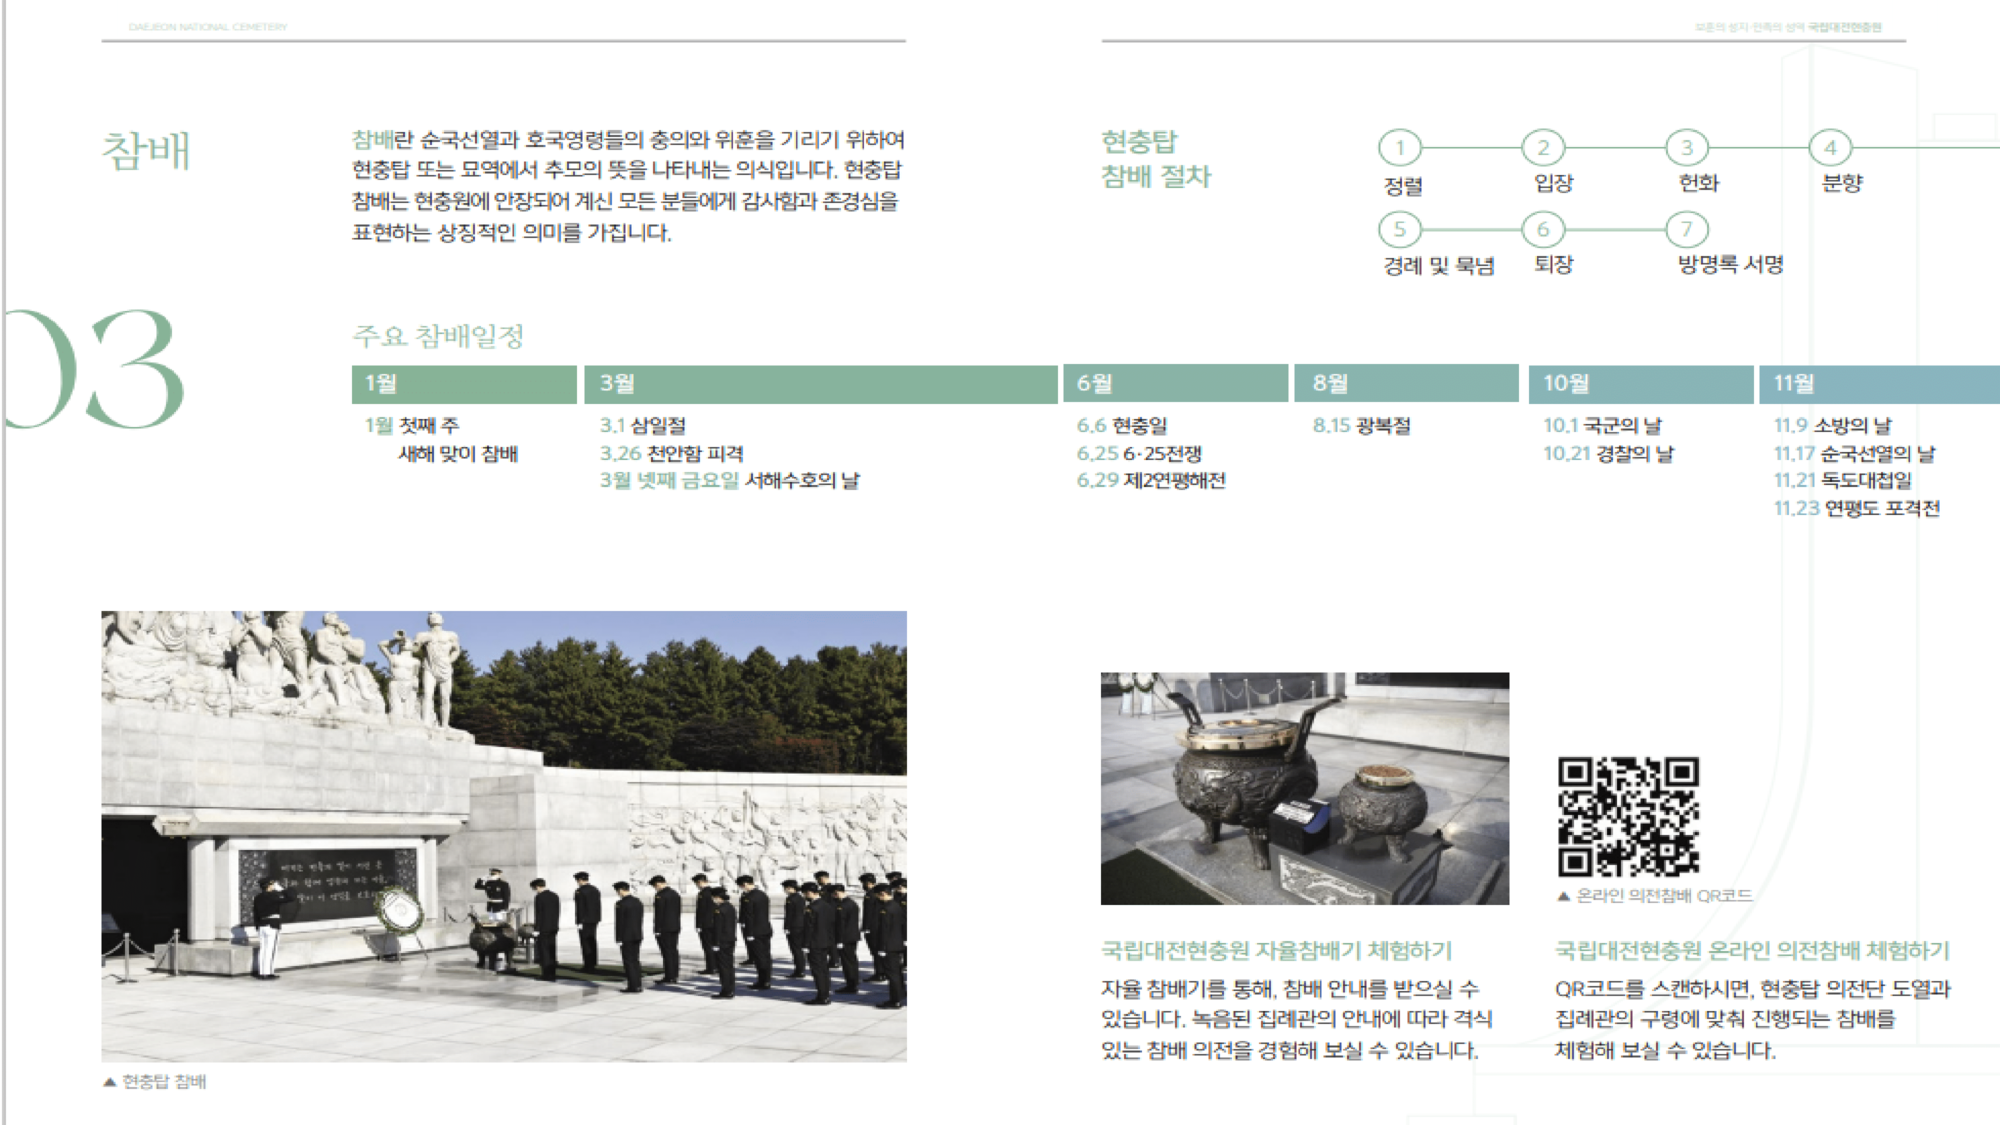 DAEJEON NATIONAL CEMETERY
보훈의 성지·민족의 성역 국립대전현충원
참배
참배란 순국선열과 호국영령들의 충의와 위훈을 기리기 위하여
현충탑 또는 묘역에서 추모의 뜻을 나타내는 의식입니다. 현충탑
참배는 현충원에 안장되어 계신 모든 분들에게 감사함과 존경심을
표현하는 상징적인 의미를 가집니다.
03
현충탑
참배 절차
1 2 3 4
정렬 입장 헌화 분향
5 6 7
경례 및 묵념 퇴장 방명록 서명
주요 참배일정
1월
1월 첫째 주
새해 맞이 참배
3월
3.1 삼일절
3.26 천안함 피격
3월 넷째 금요일 서해수호의 날
6월
6.6 현충일
6.25 6·25전쟁
6.29 제2연평해전
8월
8.15 광복절
10월
10.1 국군의 날
10.21 경찰의 날
11월
11.9 소방의 날
11.17 순국선열의 날
11.21 독도대첩일
11.23 연평도 포격전
▲ 현충탑 참배
국립대전현충원 자율참배기 체험하기
자율 참배기를 통해, 참배 안내를 받으실 수
있습니다. 녹음된 집례관의 안내에 따라 격식
있는 참배 의전을 경험해 보실 수 있습니다.
▲ 온라인 의전참배 QR코드
국립대전현충원 온라인 의전참배 체험하기
QR코드를 스캔하시면, 현충탑 의전단 도열과
집례관의 구령에 맞춰 진행되는 참배를
체험해 보실 수 있습니다.